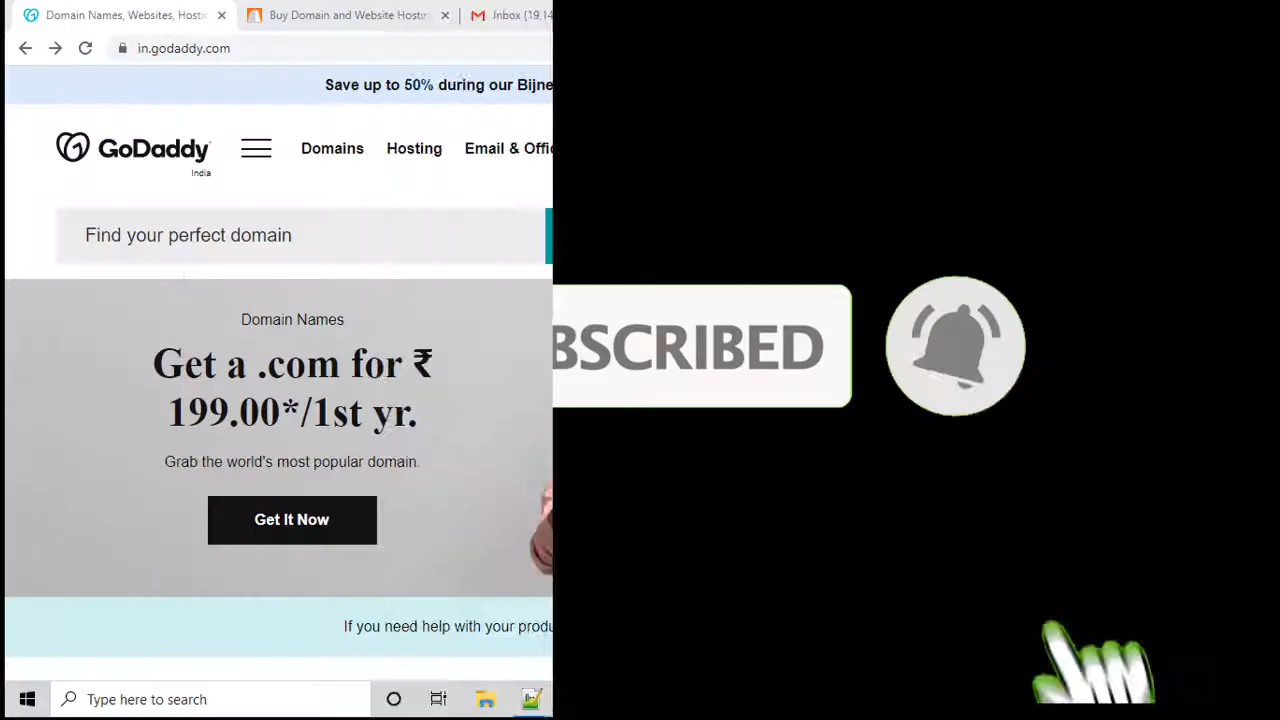 Domain Names, Websites, Hosti
Buy Domain and Website Hosti
Inbox (19,14
in.godaddy.com
Save up to 50% during our Bijne
GoDaddy
India
Domains
Hosting
Email & Offi
Find your perfect domain
Domain Names
Get a .com for ₹
199.00*/1st yr.
Grab the world's most popular domain.
Get It Now
If you need help with your produ
Type here to search
BSCRIBED